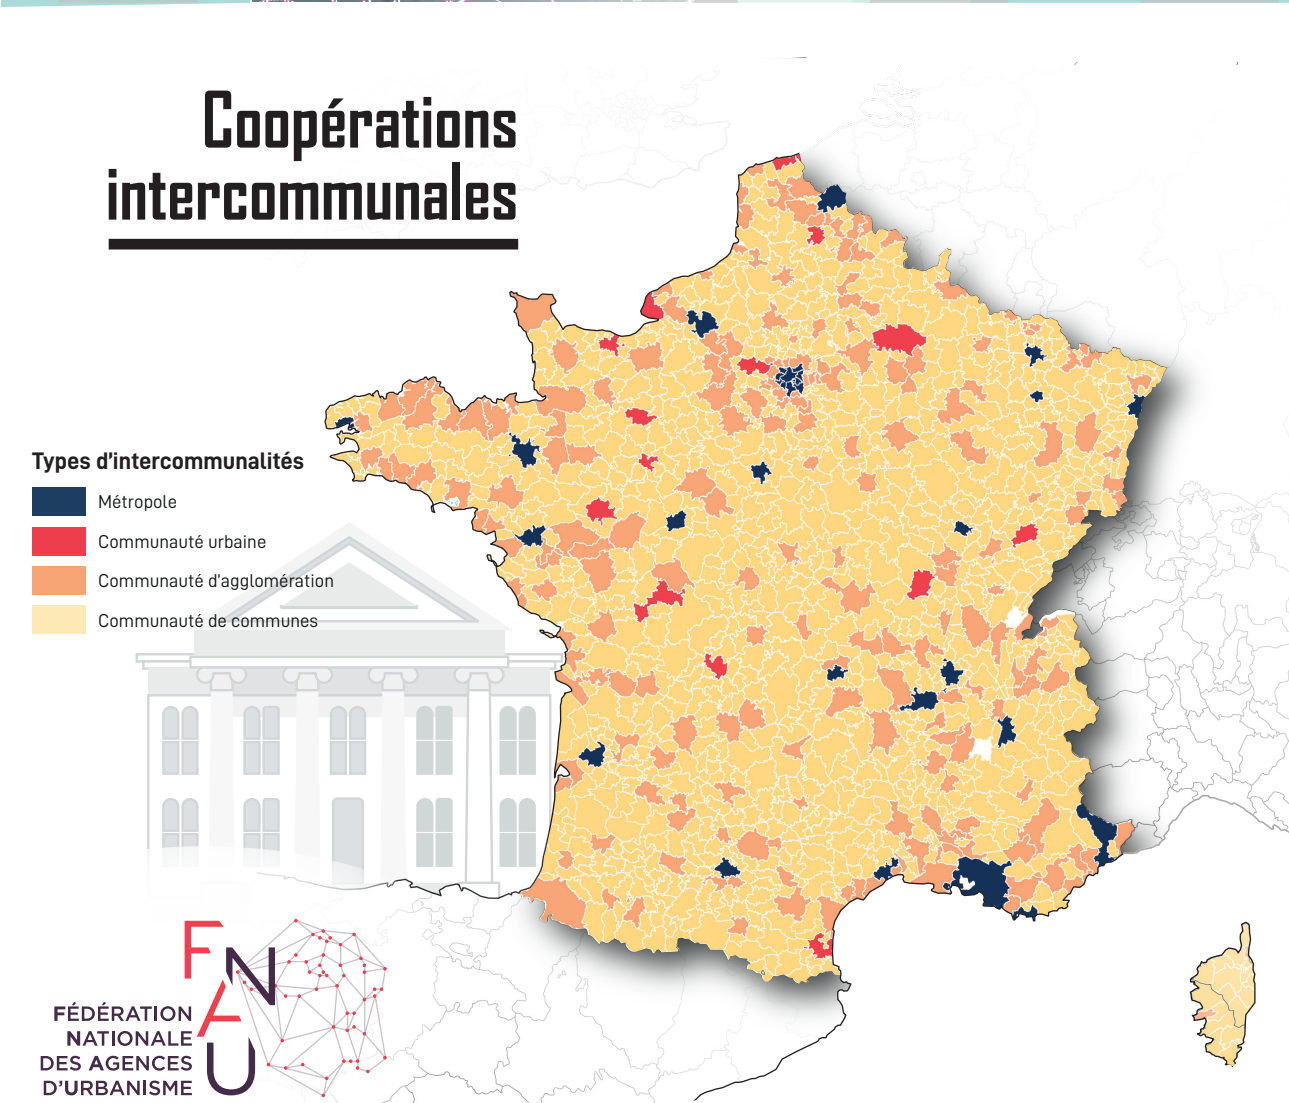 Coopérations
intercommunales
Types d'intercommunalités
Métropole
Communauté urbaine
Communauté d'agglomération
Communauté de communes
FNAU
FÉDÉRATION
NATIONALE
DES AGENCES
D'URBANISME